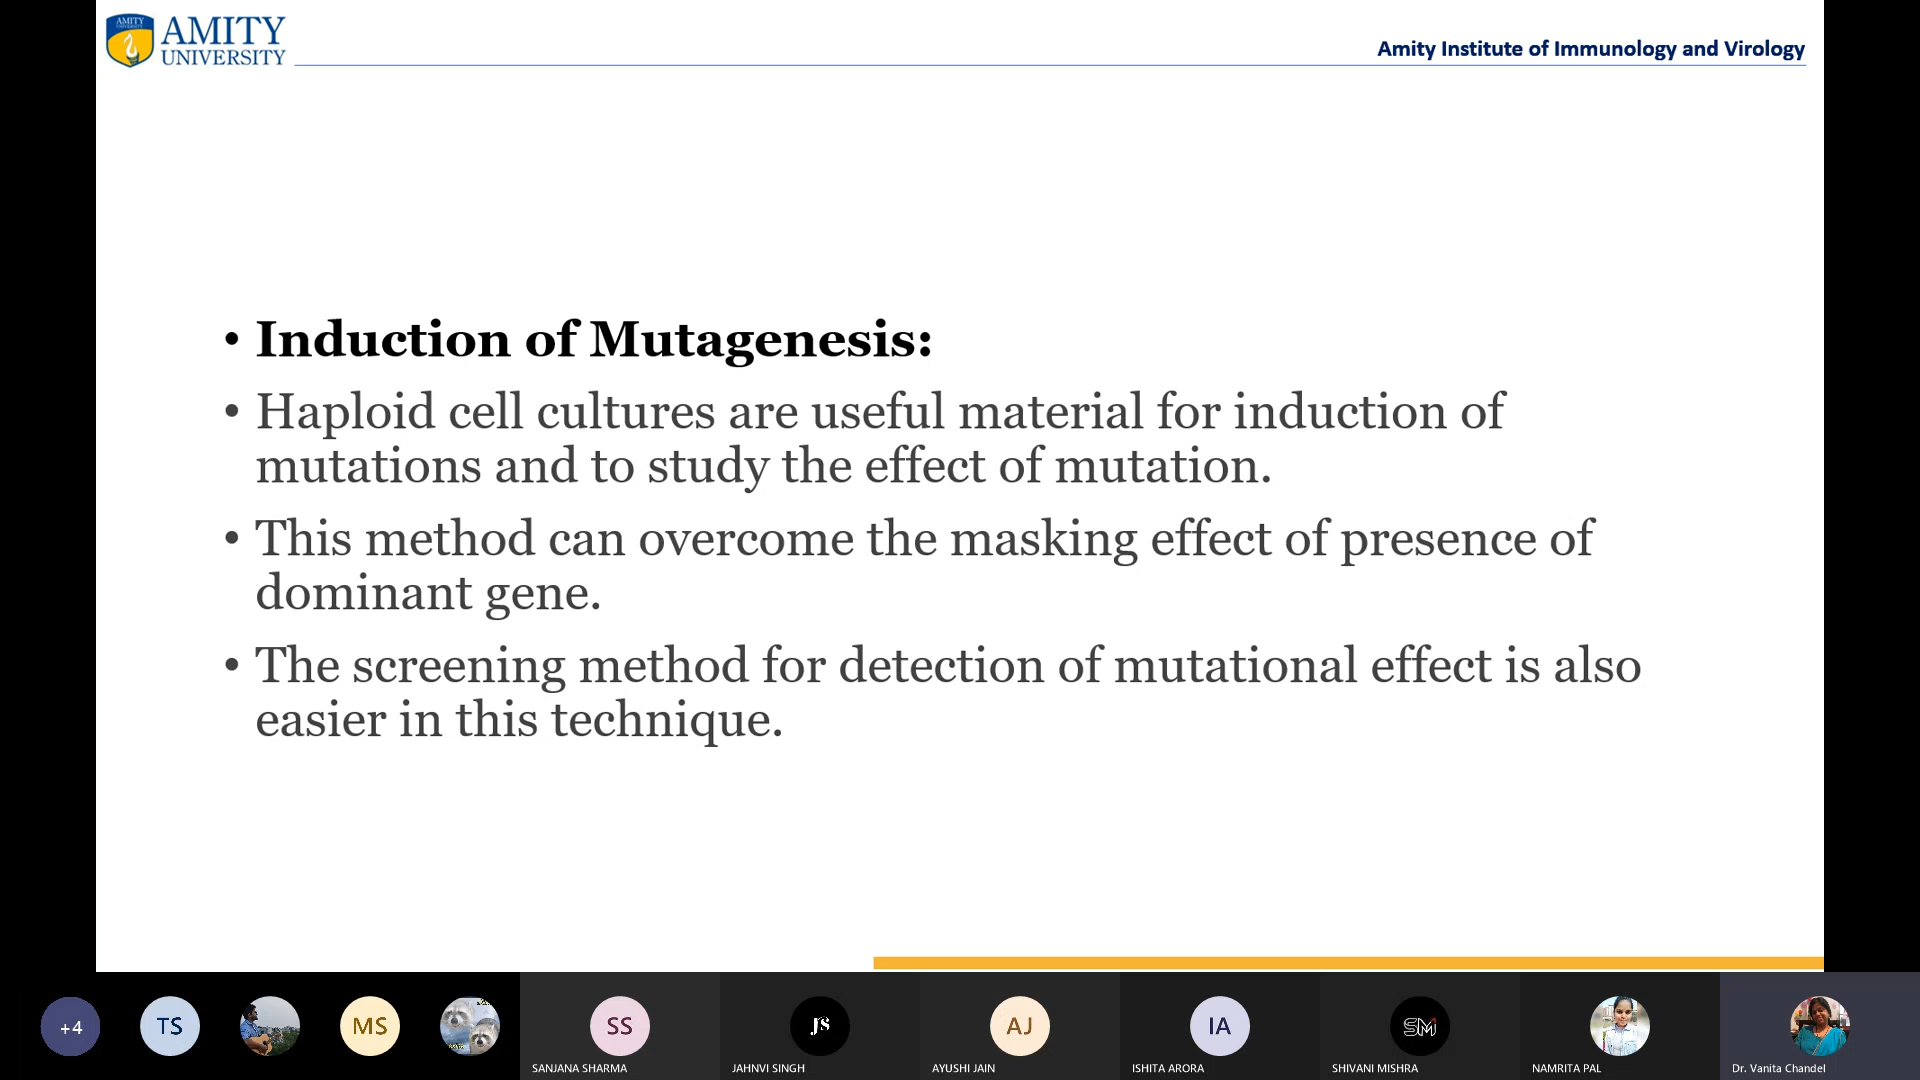 AMITY
AMITY
UNIVERSITY
Amity Institute of Immunology and Virology
• Induction of Mutagenesis:
• Haploid cell cultures are useful material for induction of
mutations and to study the effect of mutation.
• This method can overcome the masking effect of presence of
dominant gene.
• The screening method for detection of mutational effect is also
easier in this technique.
+4
TS
MS
SS
JS
AJ
IA
SM
SANJANA SHARMA
JAHNVI SINGH
AYUSHI JAIN
ISHITA ARORA
SHIVANI MISHRA
NAMRITA PAL
Dr. Vanita Chandel